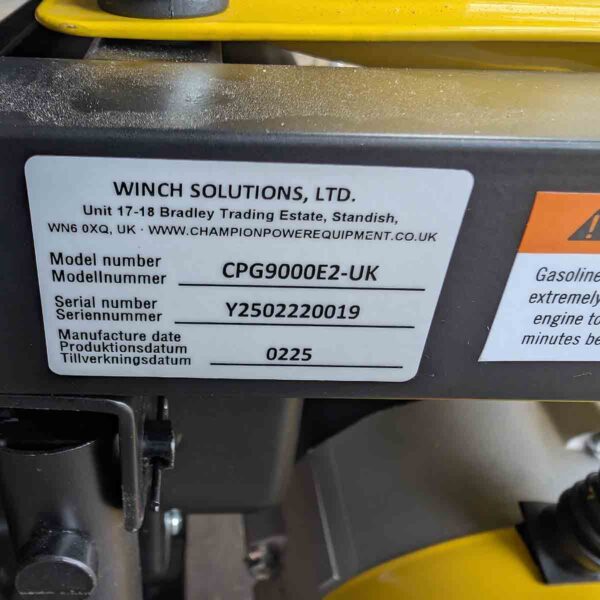 WINCH SOLUTIONS, LTD.
Unit 17-18 Bradley Trading Estate, Standish,
WN6 0XQ, UK · WWW.CHAMPIONPOWEREQUIPMENT.CO.UK
Model number
Modellnummer CPG9000E2-UK
Serial number
Seriennummer Y2502220019
Manufacture date
Produktionsdatum
Tillverkningsdatum 0225
Gasoline
extremely
engine to
minutes be